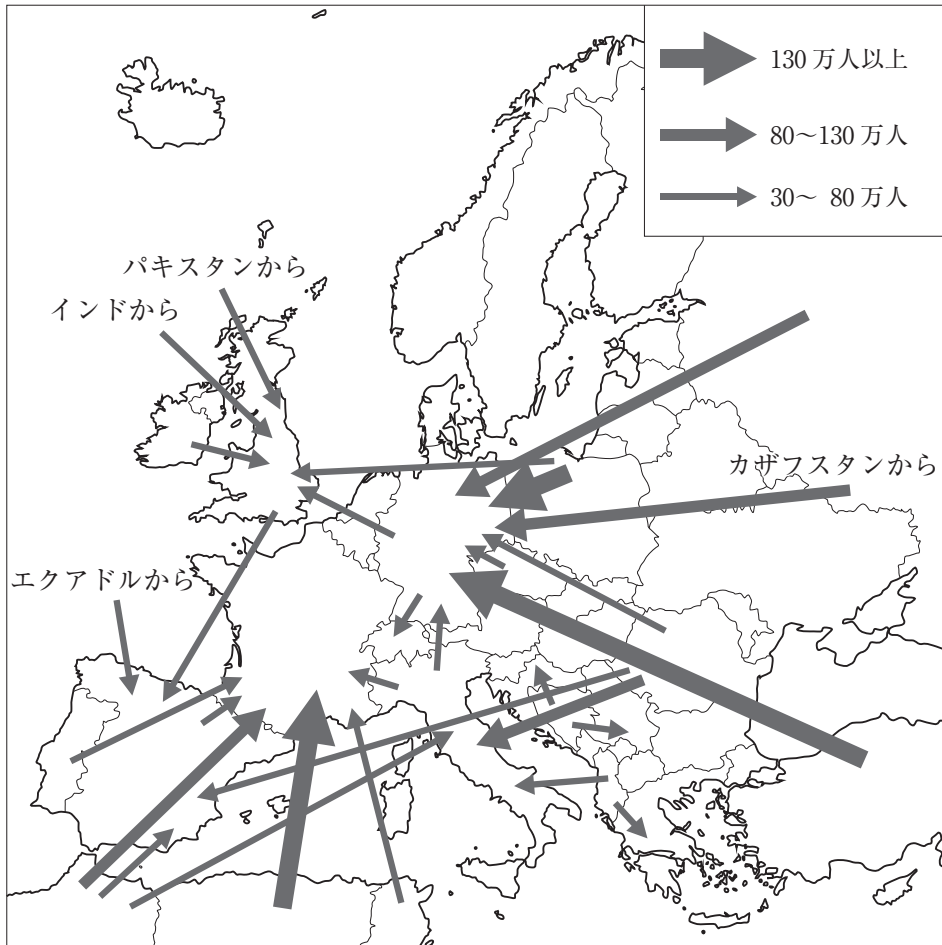 130 万人以上
80～130 万人
30～ 80 万人
パキスタンから
インドから
カザフスタンから
エクアドルから